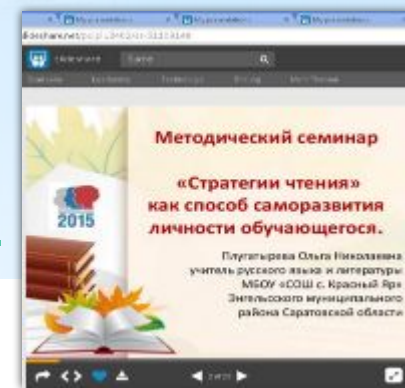 slideshare
Методический семинар
«Стратегии чтения»
как способ саморазвития
личности обучающегося.
2015
Плугатырева Ольга Николаевна
учитель русского языка и литературы
МБОУ «СОШ с. Красный Яр»
Энгельсского муниципального
района Саратовской области